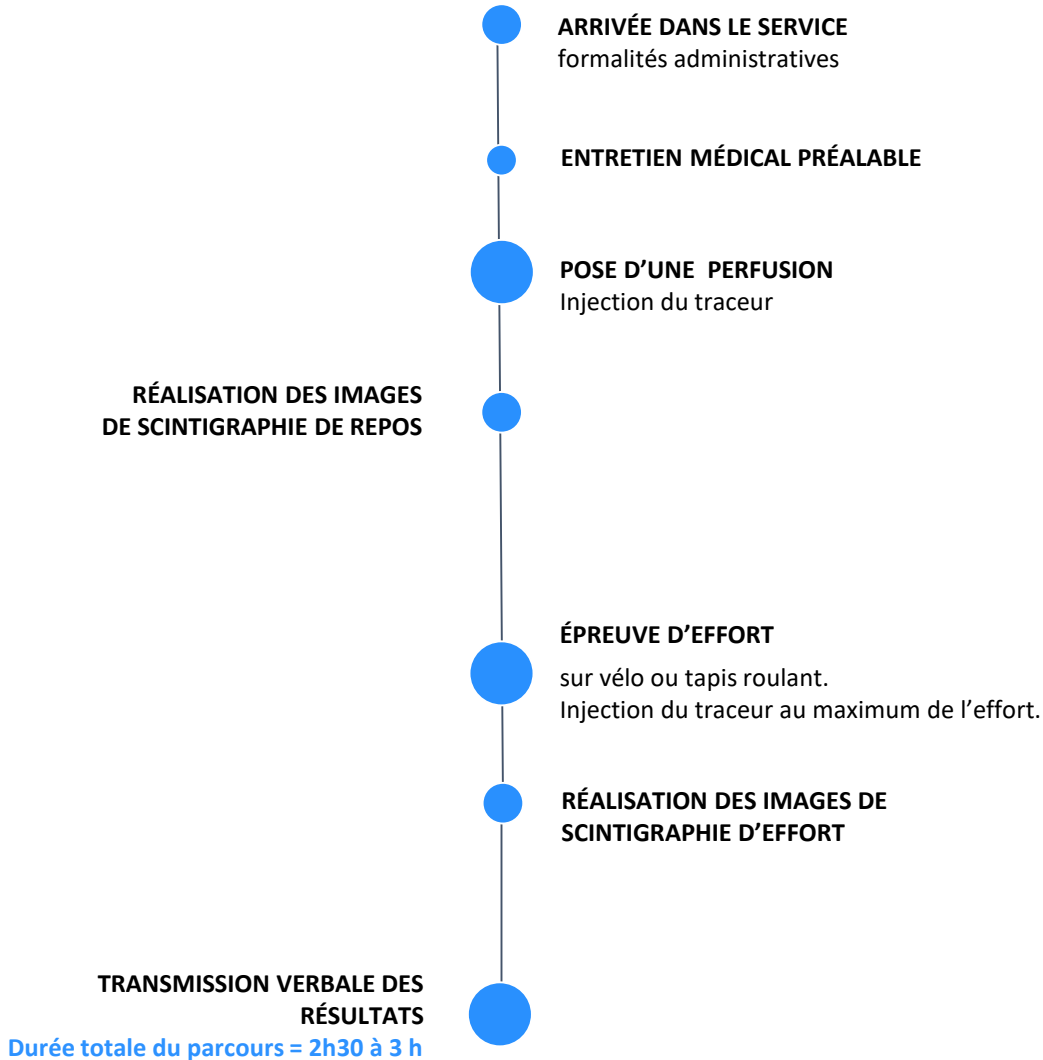 ARRIVÉE DANS LE SERVICE
formalités administratives
ENTRETIEN MÉDICAL PRÉALABLE
POSE D’UNE  PERFUSION
Injection du traceur
RÉALISATION DES IMAGES
DE SCINTIGRAPHIE DE REPOS
ÉPREUVE D’EFFORT
sur vélo ou tapis roulant.
Injection du traceur au maximum de l’effort.
RÉALISATION DES IMAGES DE
SCINTIGRAPHIE D’EFFORT
TRANSMISSION VERBALE DES
RÉSULTATS
Durée totale du parcours = 2h30 à 3 h